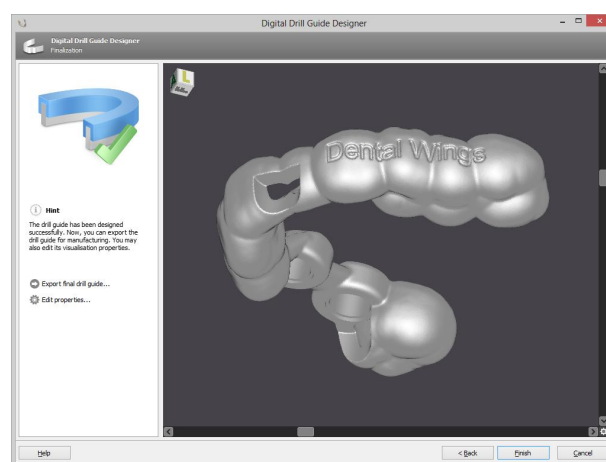 Digital Drill Guide Designer
Digital Drill Guide Designer
Finalization
L
Dental Wings
Hint
The drill guide has been designed
successfully. Now, you can export the
drill guide for manufacturing. You may
also edit its visualisation properties.
Export final drill guide...
Edit properties...
Help
< Back
Finish
Cancel